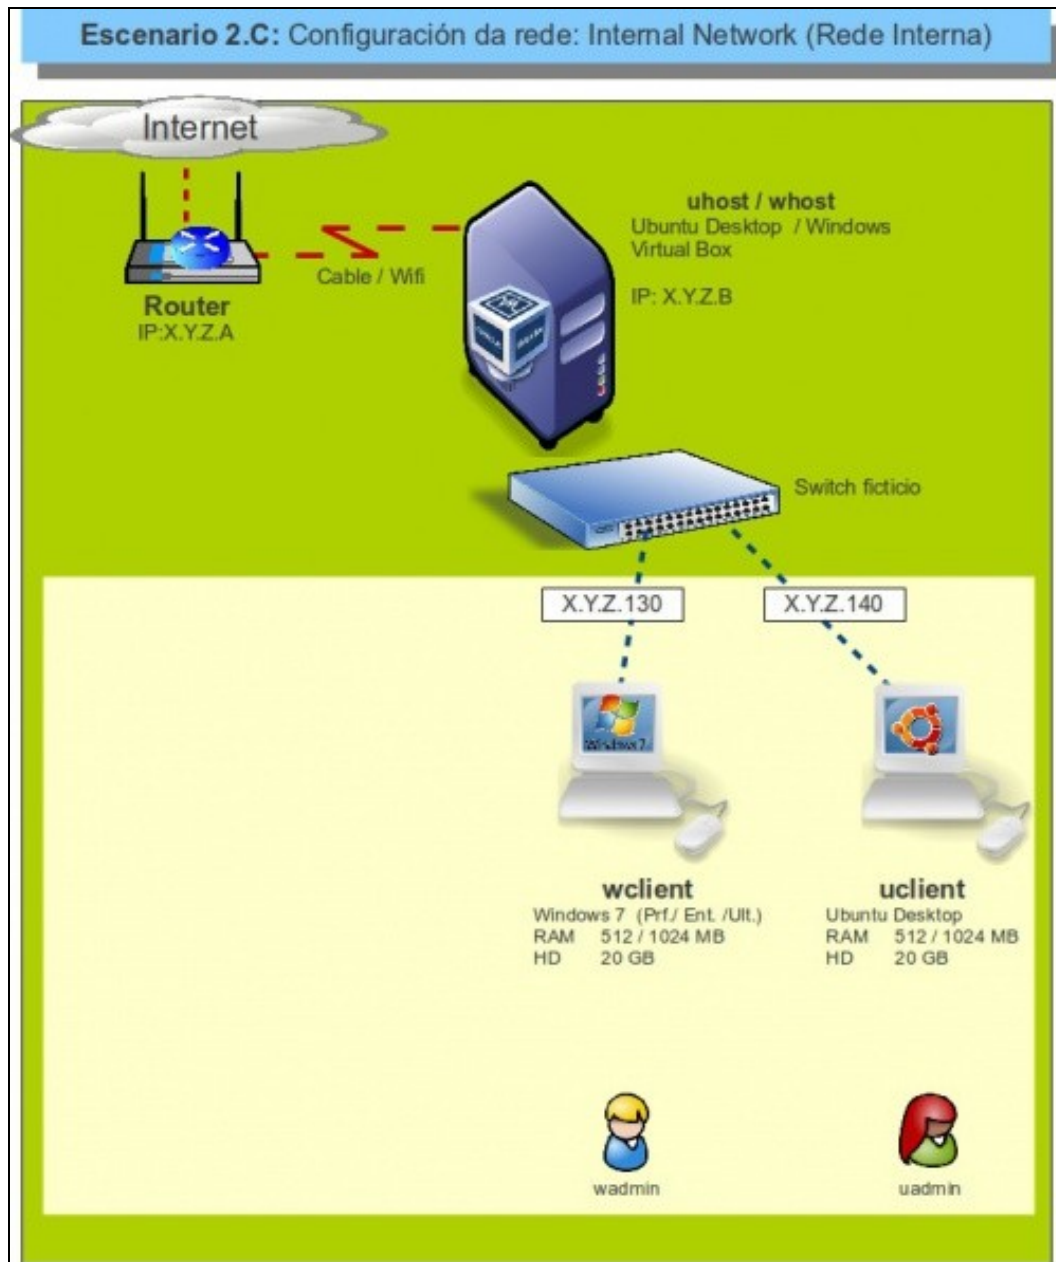 Escenario 2.C: Configuración da rede: Internal Network (Rede Interna)
Internet
uhost / whost
Ubuntu Desktop / Windows
Virtual Box
IP: X.Y.Z.B
Cable / Wifi
Router
IP:X.Y.Z.A
Switch ficticio
X.Y.Z.130
X.Y.Z.140
Windows 7
wclient
Windows 7 (Prf./ Ent. /Ult.)
RAM 512 / 1024 MB
HD 20 GB
uclient
Ubuntu Desktop
RAM 512 / 1024 MB
HD 20 GB
wadmin
uadmin